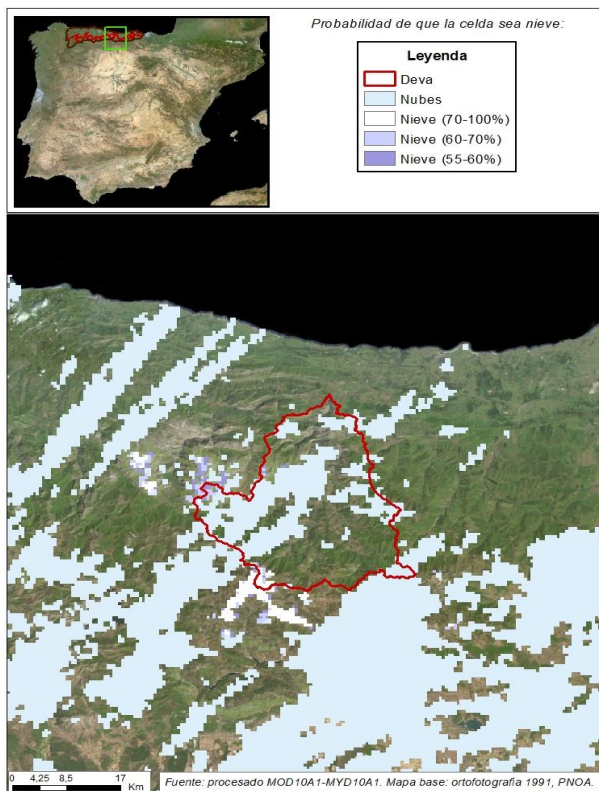 Probabilidad de que la celda sea nieve:
Leyenda
Deva
Nubes
Nieve (70-100%)
Nieve (60-70%)
Nieve (55-60%)
0 4,25 8,5 17
Km
Fuente: procesado MOD10A1-MYD10A1. Mapa base: ortofotografia 1991, PNOA.